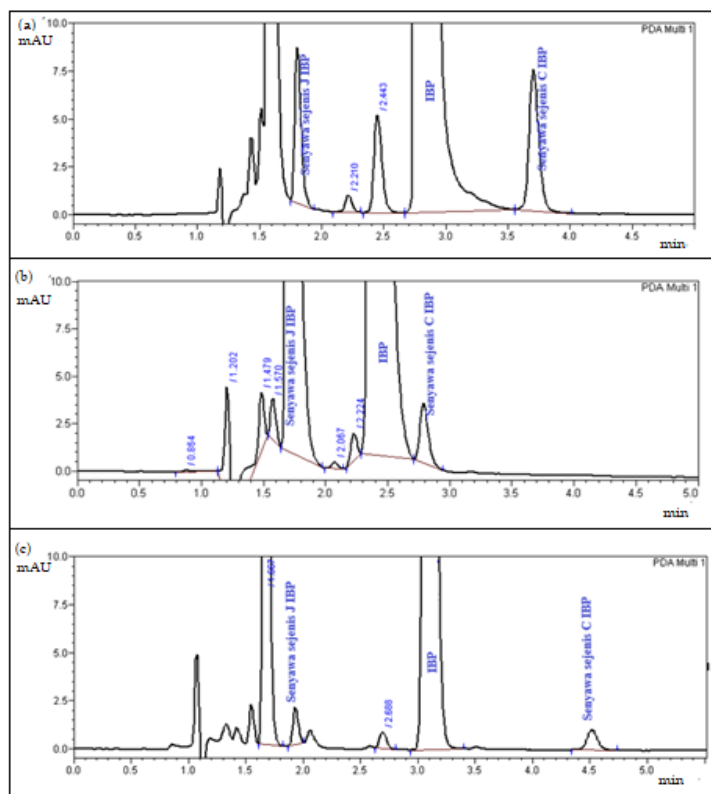 (a)
mAU
PDA Multi 1
10.0
7.5
5.0
2.5
0.0
Senyawa sejenis J IBP
/ 2.210
/ 2.443
IBP
Senyawa sejenis C IBP
0.0 0.5 1.0 1.5 2.0 2.5 3.0 3.5 4.0 4.5
min
(b)
mAU
PDA Multi 1
10.0
7.5
5.0
2.5
0.0
/ 0.864
/ 1.202
/ 1.479
/ 1.570
Senyawa sejenis J IBP
/ 2.067
/ 2.224
IBP
Senyawa sejenis C IBP
0.0 0.5 1.0 1.5 2.0 2.5 3.0 3.5 4.0 4.5 5.0
min
(c)
mAU
PDA Multi 1
10.0
7.5
5.0
2.5
0.0
Senyawa sejenis J IBP
/ 2.688
IBP
Senyawa sejenis C IBP
0.0 0.5 1.0 1.5 2.0 2.5 3.0 3.5 4.0 4.5 5.0
min